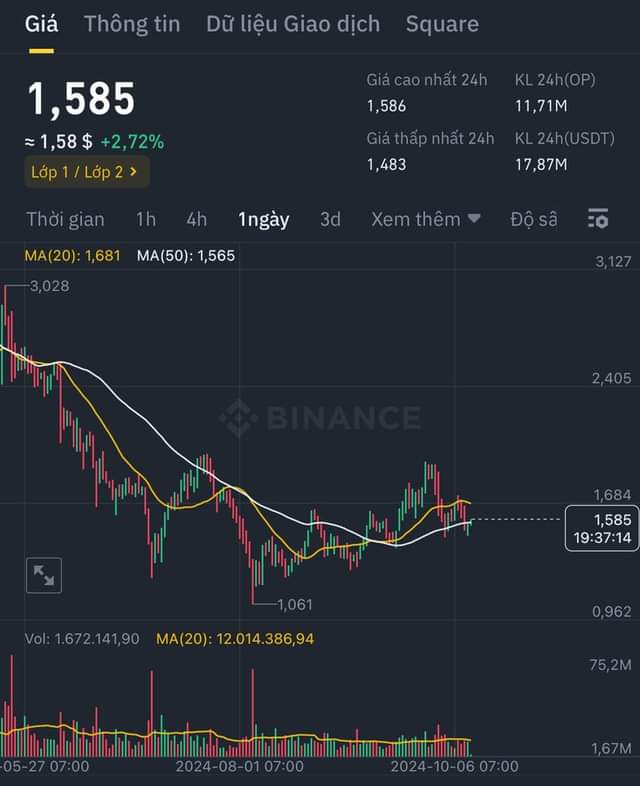 Giá Thông tin Dữ liệu Giao dịch Square
1,585
≈ 1,58 $ +2,72%
Lớp 1 / Lớp 2 >
Giá cao nhất 24h KL 24h(OP)
1,586 11,71M
Giá thấp nhất 24h KL 24h(USDT)
1,483 17,87M
Thời gian 1h 4h 1ngày 3d Xem thêm Độ sâ
MA(20): 1,681 MA(50): 1,565
3,127
3,028
2,405
BINANCE
1,684
1,585
19:37:14
1,061
0,962
Vol: 1.672.141,90 MA(20): 12.014.386,94
75,2M
1,67M
-05-27 07:00 2024-08-01 07:00 2024-10-06 07:00